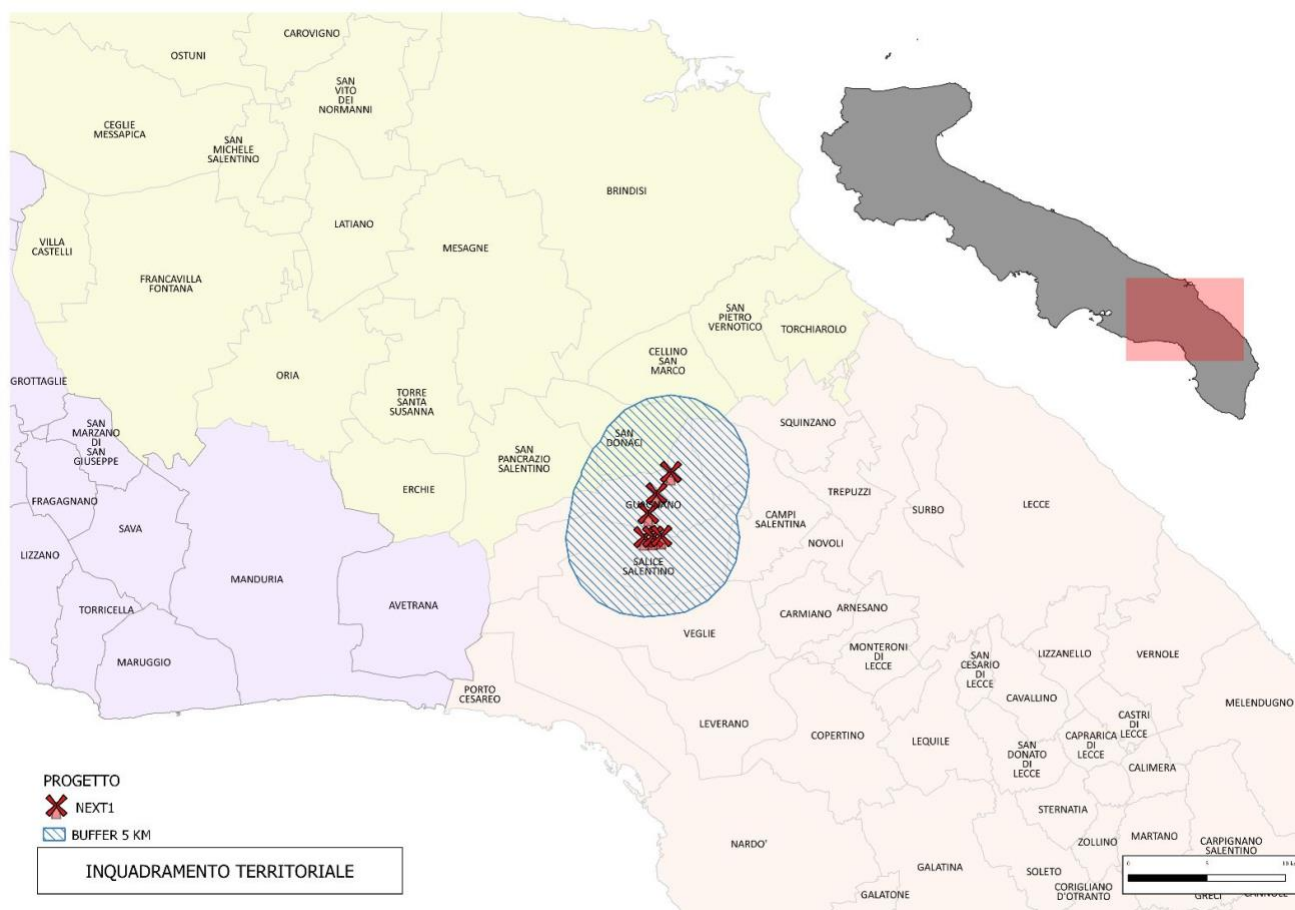 CAROVIGNO
OSTUNI
SAN
VITO
DEI
NORMANNI
CEGLIE
MESSAPICA
SAN
MICHELE
SALENTINO
BRINDISI
LATIANO
VILLA
CASTELLI
MESAGNE
FRANCAVILLA
FONTANA
SAN
PIETRO
VERNOTICO
TORCHIAROLO
CELLINO
SAN
MARCO
GROTTAGLIE
ORIA
TORRE
SANTA
SUSANNA
SAN
MARZANO
DI
SAN
GIUSEPPE
SAN
DONACI
SQUINZANO
SAN
PANCRAZIO
SALENTINO
ERCHIE
FRAGAGNANO
TREPUZZI
SURBO
LECCE
CAMPI
SALENTINA
SAVA
NOVOLI
LIZZANO
SALICE
SALENTINO
MANDURIA
AVETRANA
TORRICELLA
CARMIANO
ARNESANO
VEGLIE
MONTERONI
DI
LECCE
SAN
CESARIO
DI
LECCE
LIZZANELLO
VERNOLE
MARUGGIO
PORTO
CESAREO
CAVALLINO
MELENDUGNO
LEVERANO
COPERTINO
LEQUILE
CASTRI
DI
LECCE
CAPRARICA
DI
LECCE
SAN
DONATO
DI
LECCE
CALIMERA
STERNATIA
NARDO'
ZOLLINO
MARTANO
CARPIGNANO
SALENTINO
GALATINA
SOLETO
CORIGLIANO
D'OTRANTO
GALATONE
PROGETTO
NEXT1
BUFFER 5 KM
INQUADRAMENTO TERRITORIALE